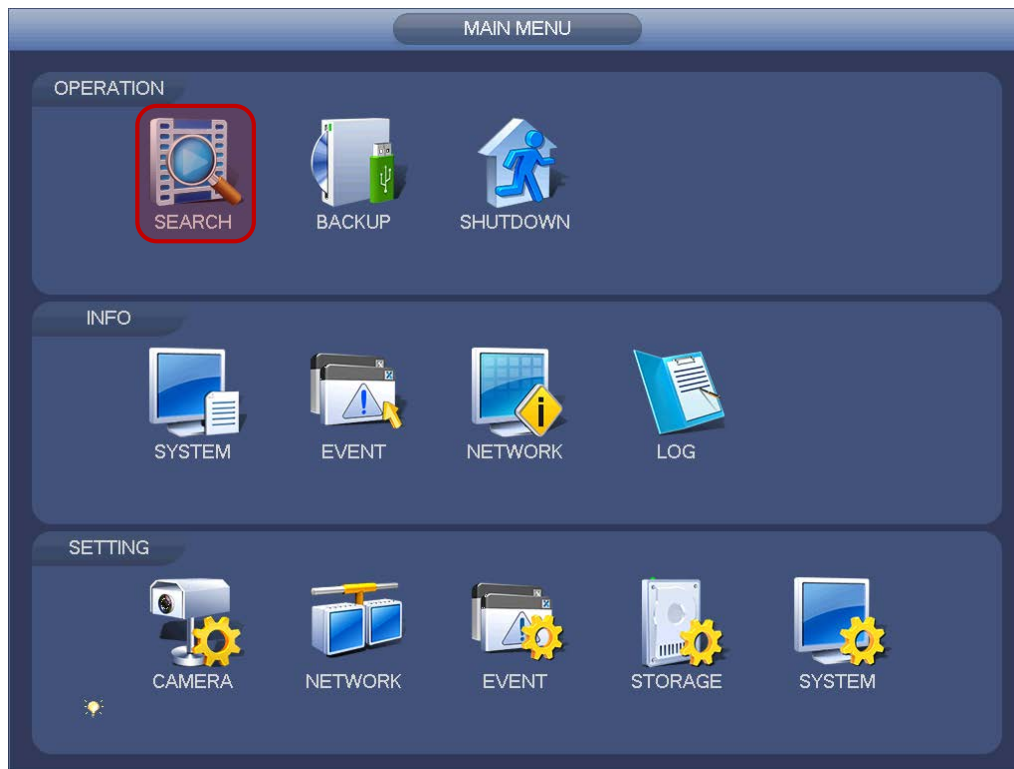 MAIN MENU
OPERATION
SEARCH BACKUP SHUTDOWN
INFO
SYSTEM EVENT NETWORK LOG
SETTING
CAMERA NETWORK EVENT STORAGE SYSTEM